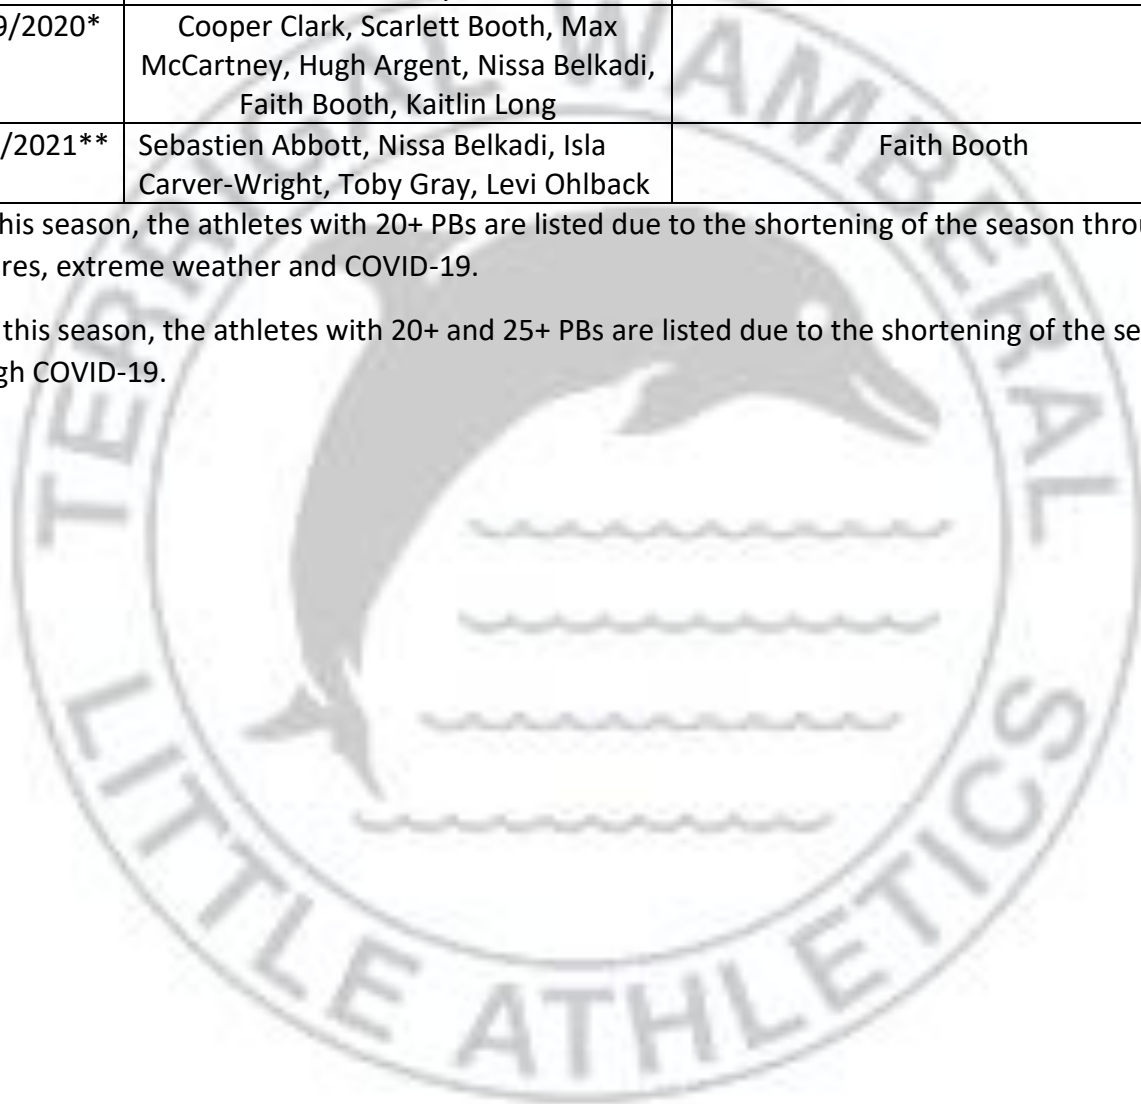 9/2020* Cooper Clark, Scarlett Booth, Max
McCartney, Hugh Argent, Nissa Belkadi,
Faith Booth, Kaitlin Long
/2021** Sebastien Abbott, Nissa Belkadi, Isla Faith Booth
Carver-Wright, Toby Gray, Levi Ohlback
his season, the athletes with 20+ PBs are listed due to the shortening of the season throu
res, extreme weather and COVID-19.
this season, the athletes with 20+ and 25+ PBs are listed due to the shortening of the se
gh COVID-19.
TERRIGAL WAMBERAL
LITTLE ATHLETICS